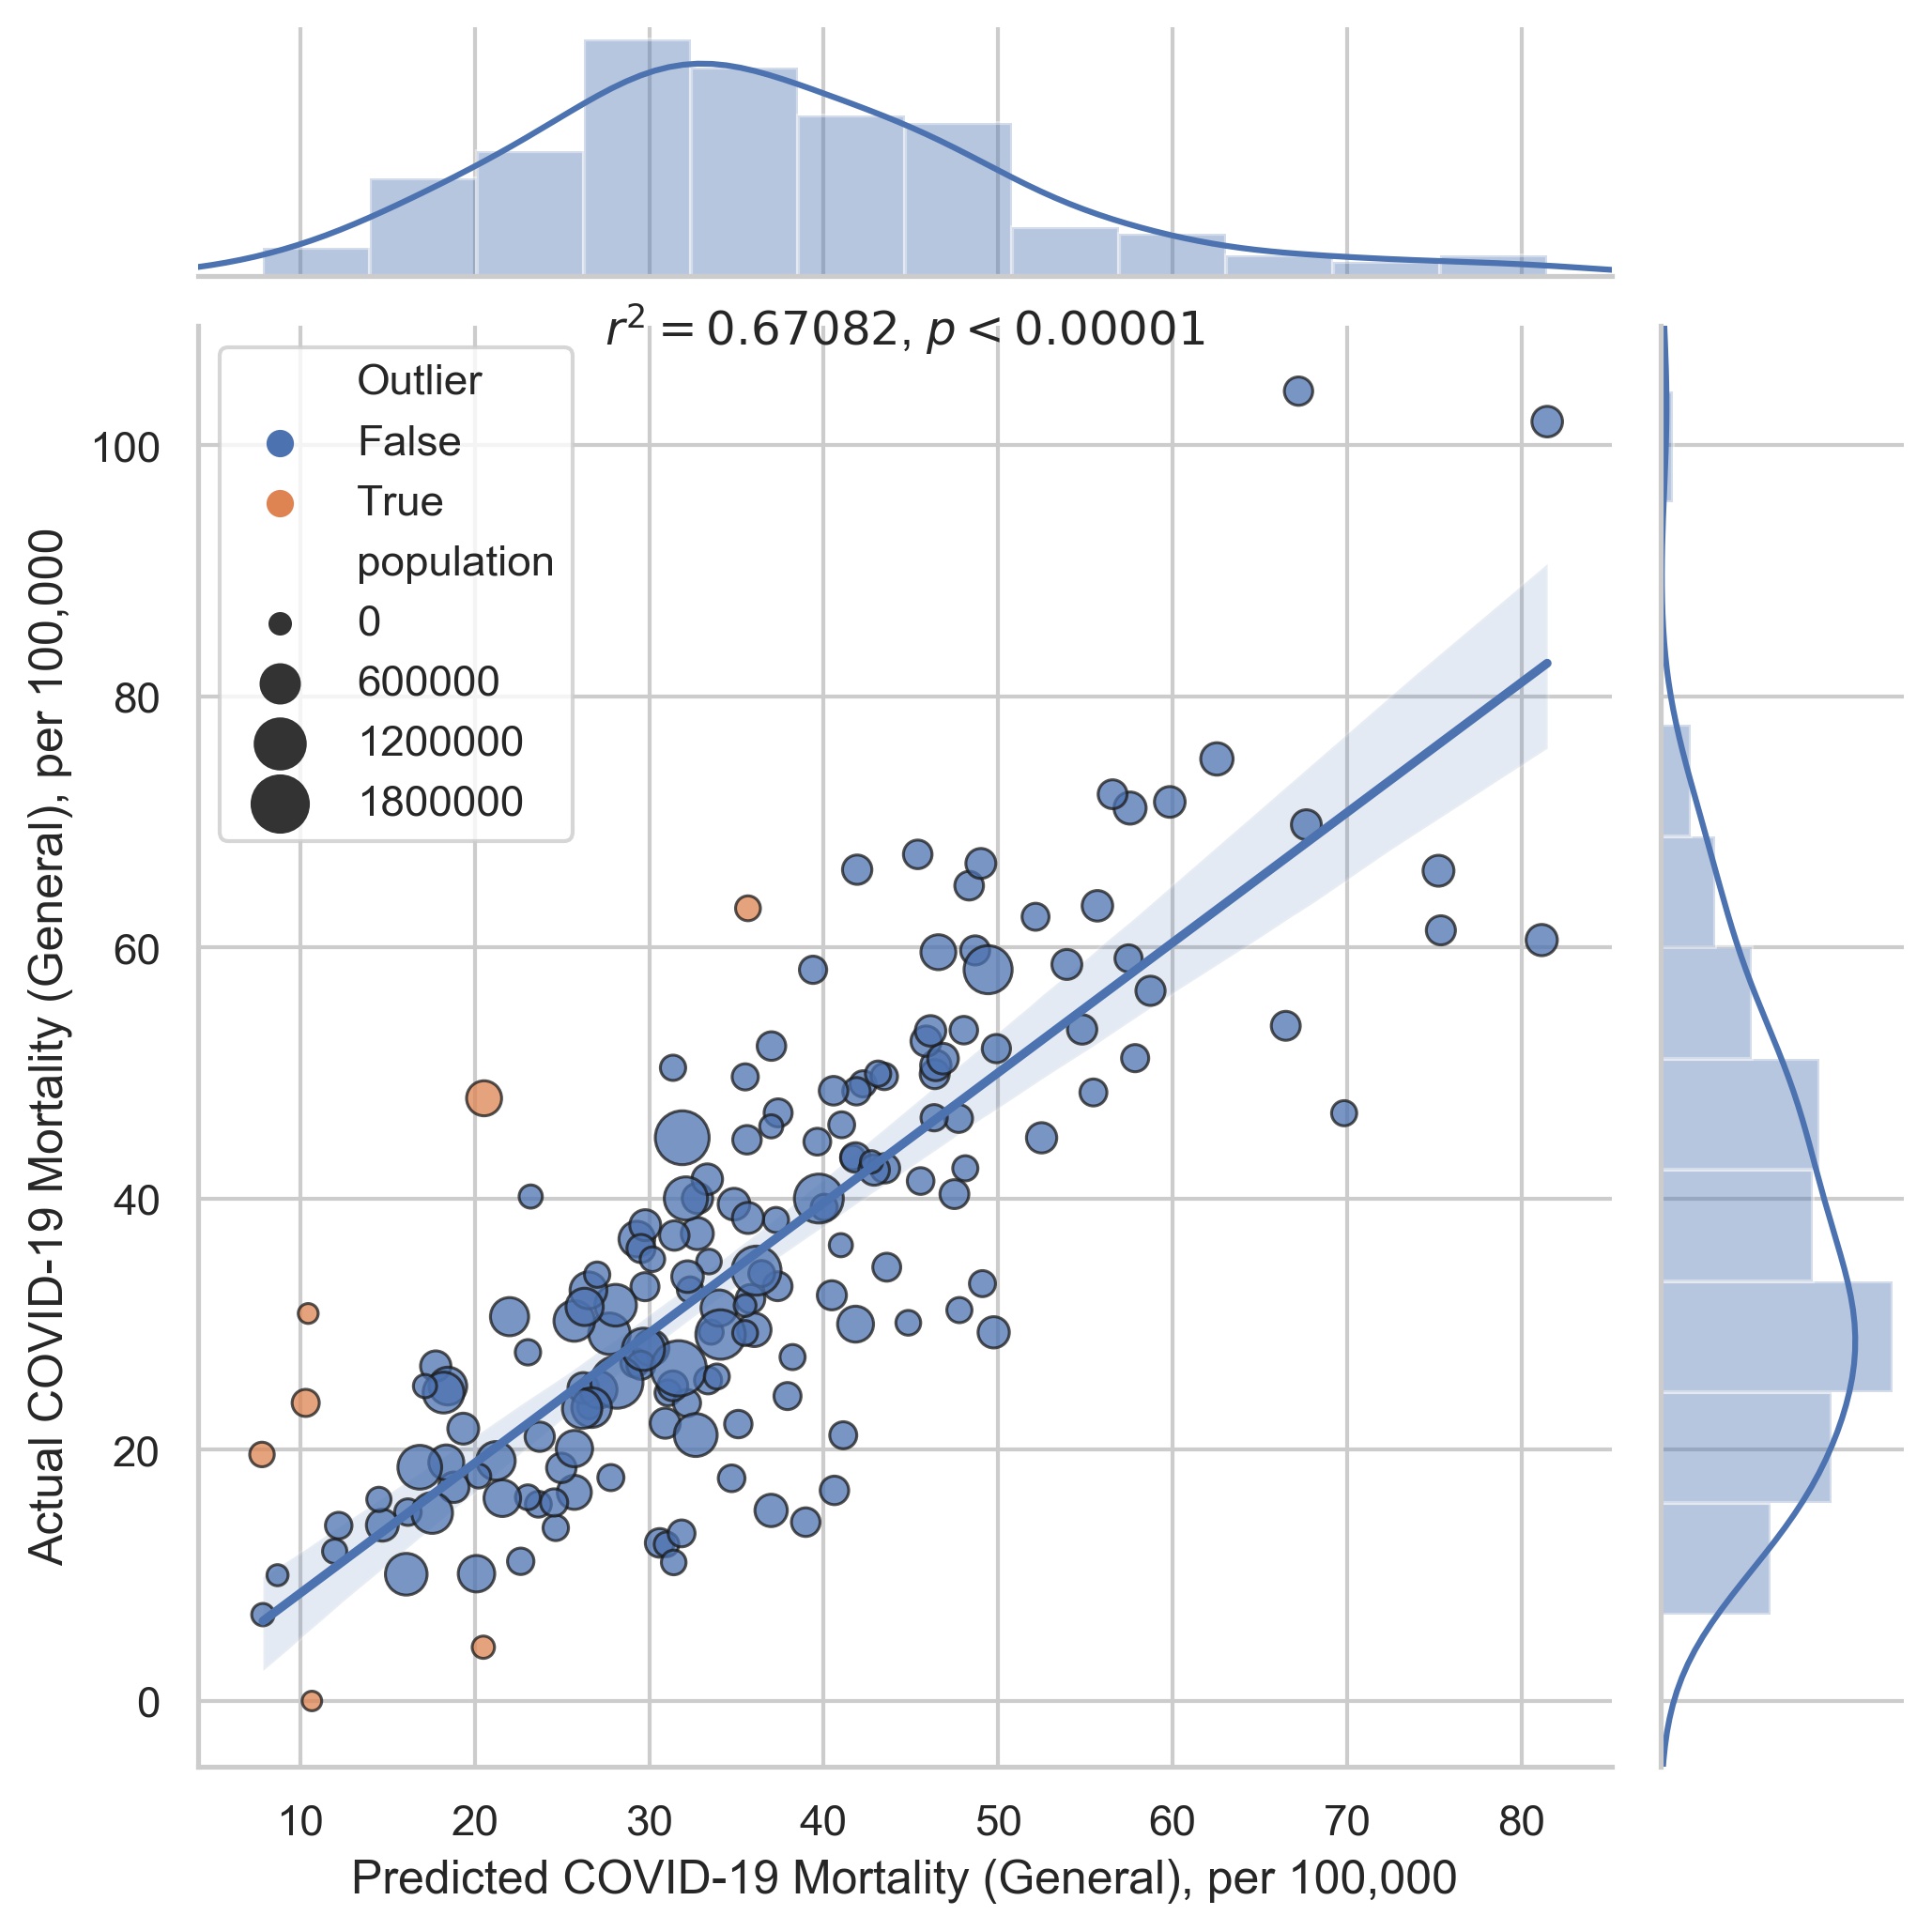 r² = 0.67082, p < 0.00001
Outlier
False
True
population
0
600000
1200000
1800000
100
80
60
40
20
0
Actual COVID-19 Mortality (General), per 100,000
10 20 30 40 50 60 70 80
Predicted COVID-19 Mortality (General), per 100,000